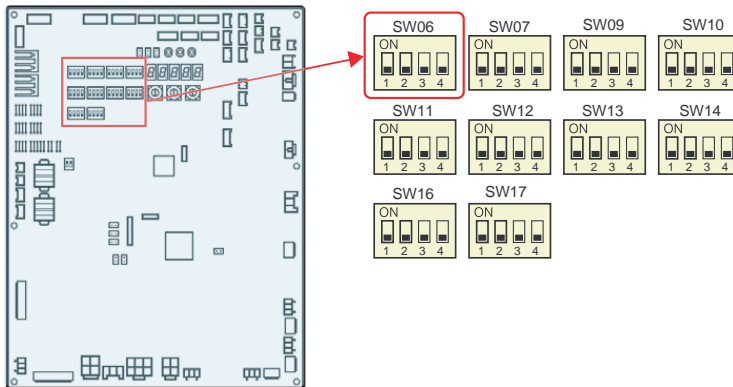 SW06 SW07 SW09 SW10
ON ON ON ON
1 2 3 4 1 2 3 4 1 2 3 4 1 2 3 4
SW11 SW12 SW13 SW14
ON ON ON ON
1 2 3 4 1 2 3 4 1 2 3 4 1 2 3 4
SW16 SW17
ON ON
1 2 3 4 1 2 3 4